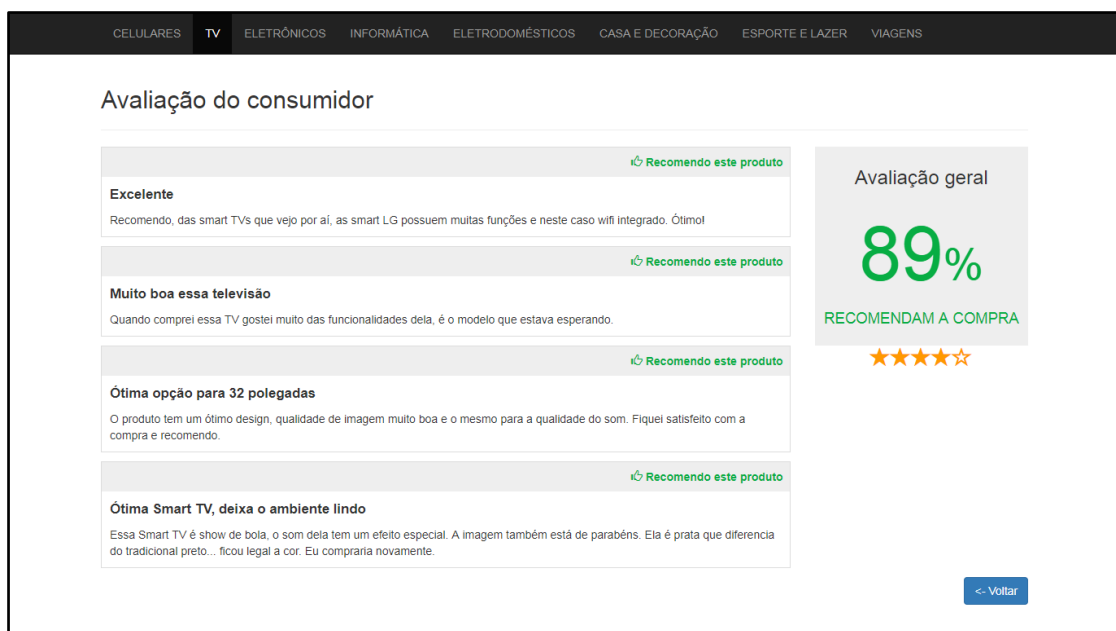 CELULARES TV ELETRÔNICOS INFORMÁTICA ELETRODOMÉSTICOS CASA E DECORAÇÃO ESPORTE E LAZER VIAGENS
Avaliação do consumidor
Recomendo este produto
Excelente
Recomendo, das smart TVs que vejo por aí, as smart LG possuem muitas funções e neste caso wifi integrado. Ótimo!
Recomendo este produto
Muito boa essa televisão
Quando comprei essa TV gostei muito das funcionalidades dela, é o modelo que estava esperando.
Recomendo este produto
Ótima opção para 32 polegadas
O produto tem um ótimo design, qualidade de imagem muito boa e o mesmo para a qualidade do som. Fiquei satisfeito com a
compra e recomendo.
Recomendo este produto
Ótima Smart TV, deixa o ambiente lindo
Essa Smart TV é show de bola, o som dela tem um efeito especial. A imagem também está de parabéns. Ela é prata que diferencia
do tradicional preto... ficou legal a cor. Eu compraria novamente.
Avaliação geral
89%
RECOMENDAM A COMPRA
<- Voltar